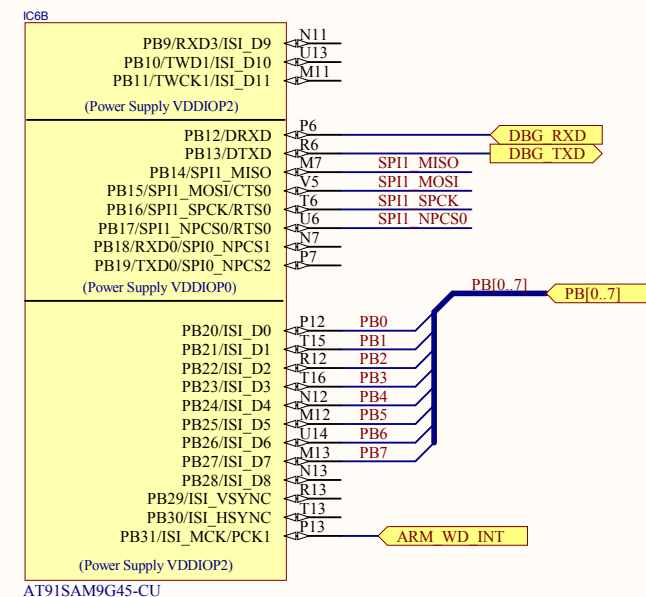 IC6B
PB9/RXD3/ISI_D9 N11
PB10/TWD1/ISI_D10 U13
PB11/TWCK1/ISI_D11 M11
(Power Supply VDDIOP2)
PB12/DRXD P6 DBG_RXD
PB13/DTXD R6 DBG_TXD
PB14/SPI1_MISO M7 SPI1_MISO
PB15/SPI1_MOSI/CTS0 V5 SPI1_MOSI
PB16/SPI1_SPCK/RTS0 T6 SPI1_SPCK
PB17/SPI1_NPCS0/RTS0 U6 SPI1_NPCS0
PB18/RXD0/SPI0_NPCS1 N7
PB19/TXD0/SPI0_NPCS2 P7
(Power Supply VDDIOP0)
PB[0..7] PB[0..7]
PB20/ISI_D0 P12 PB0
PB21/ISI_D1 T15 PB1
PB22/ISI_D2 R12 PB2
PB23/ISI_D3 T16 PB3
PB24/ISI_D4 N12 PB4
PB25/ISI_D5 M12 PB5
PB26/ISI_D6 U14 PB6
PB27/ISI_D7 M13 PB7
PB28/ISI_D8 N13
PB29/ISI_VSYNC R13
PB30/ISI_HSYNC T13
PB31/ISI_MCK/PCK1 P13 ARM_WD_INT
(Power Supply VDDIOP2)
AT91SAM9G45-CU